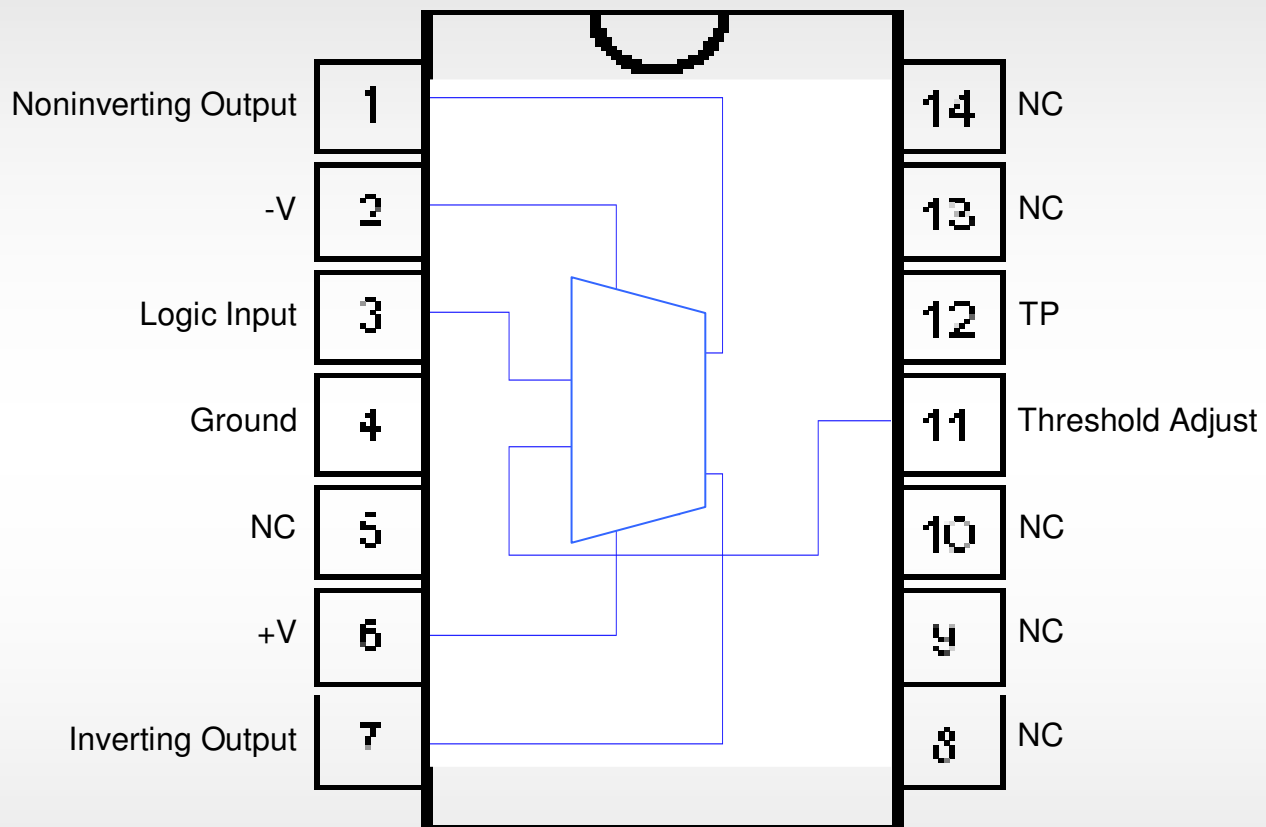 Noninverting Output 1 14 NC
-V 2 13 NC
Logic Input 3 12 TP
Ground 4 11 Threshold Adjust
NC 5 10 NC
+V 6 9 NC
Inverting Output 7 8 NC